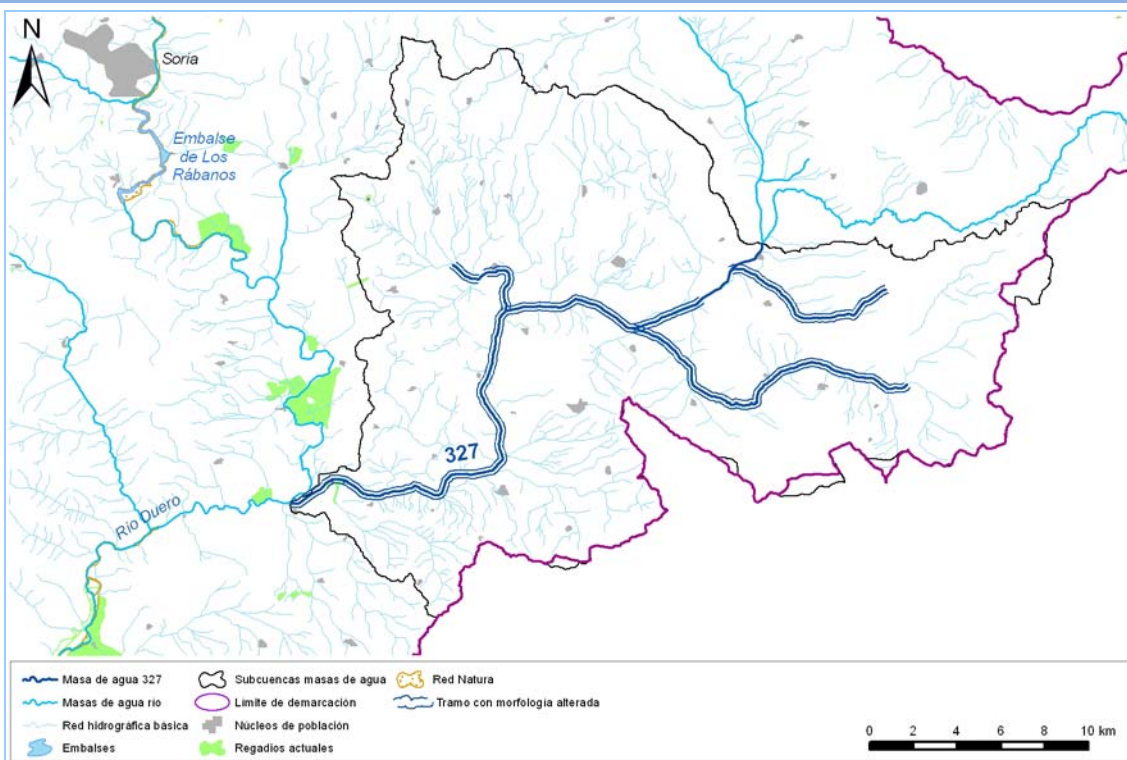 N
Soria
Embalse
de Los
Rábanos
327
Río Duero
Masa de agua 327
Subcuencas masas de agua
Red Natura
Masas de agua río
Límite de demarcación
Tramo con morfología alterada
Red hidrográfica básica
Núcleos de población
Embalses
Regadíos actuales
0 2 4 6 8 10 km